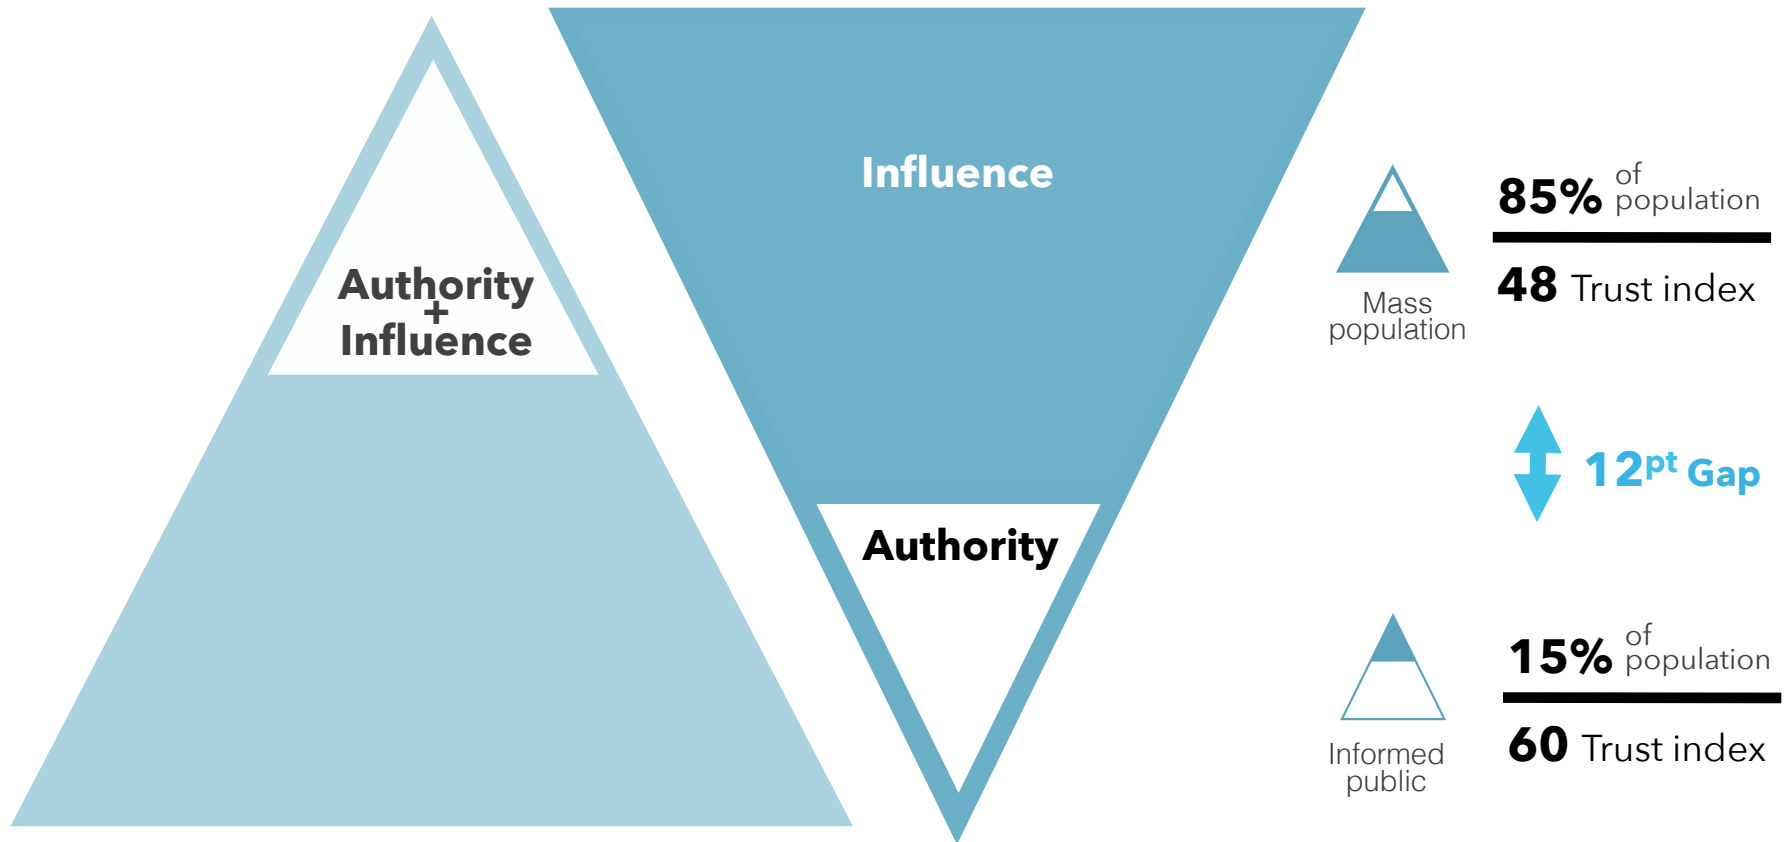 Authority
+
Influence
Influence
Authority
85% of population
48 Trust index
Mass
population
12pt Gap
15% of population
60 Trust index
Informed
public